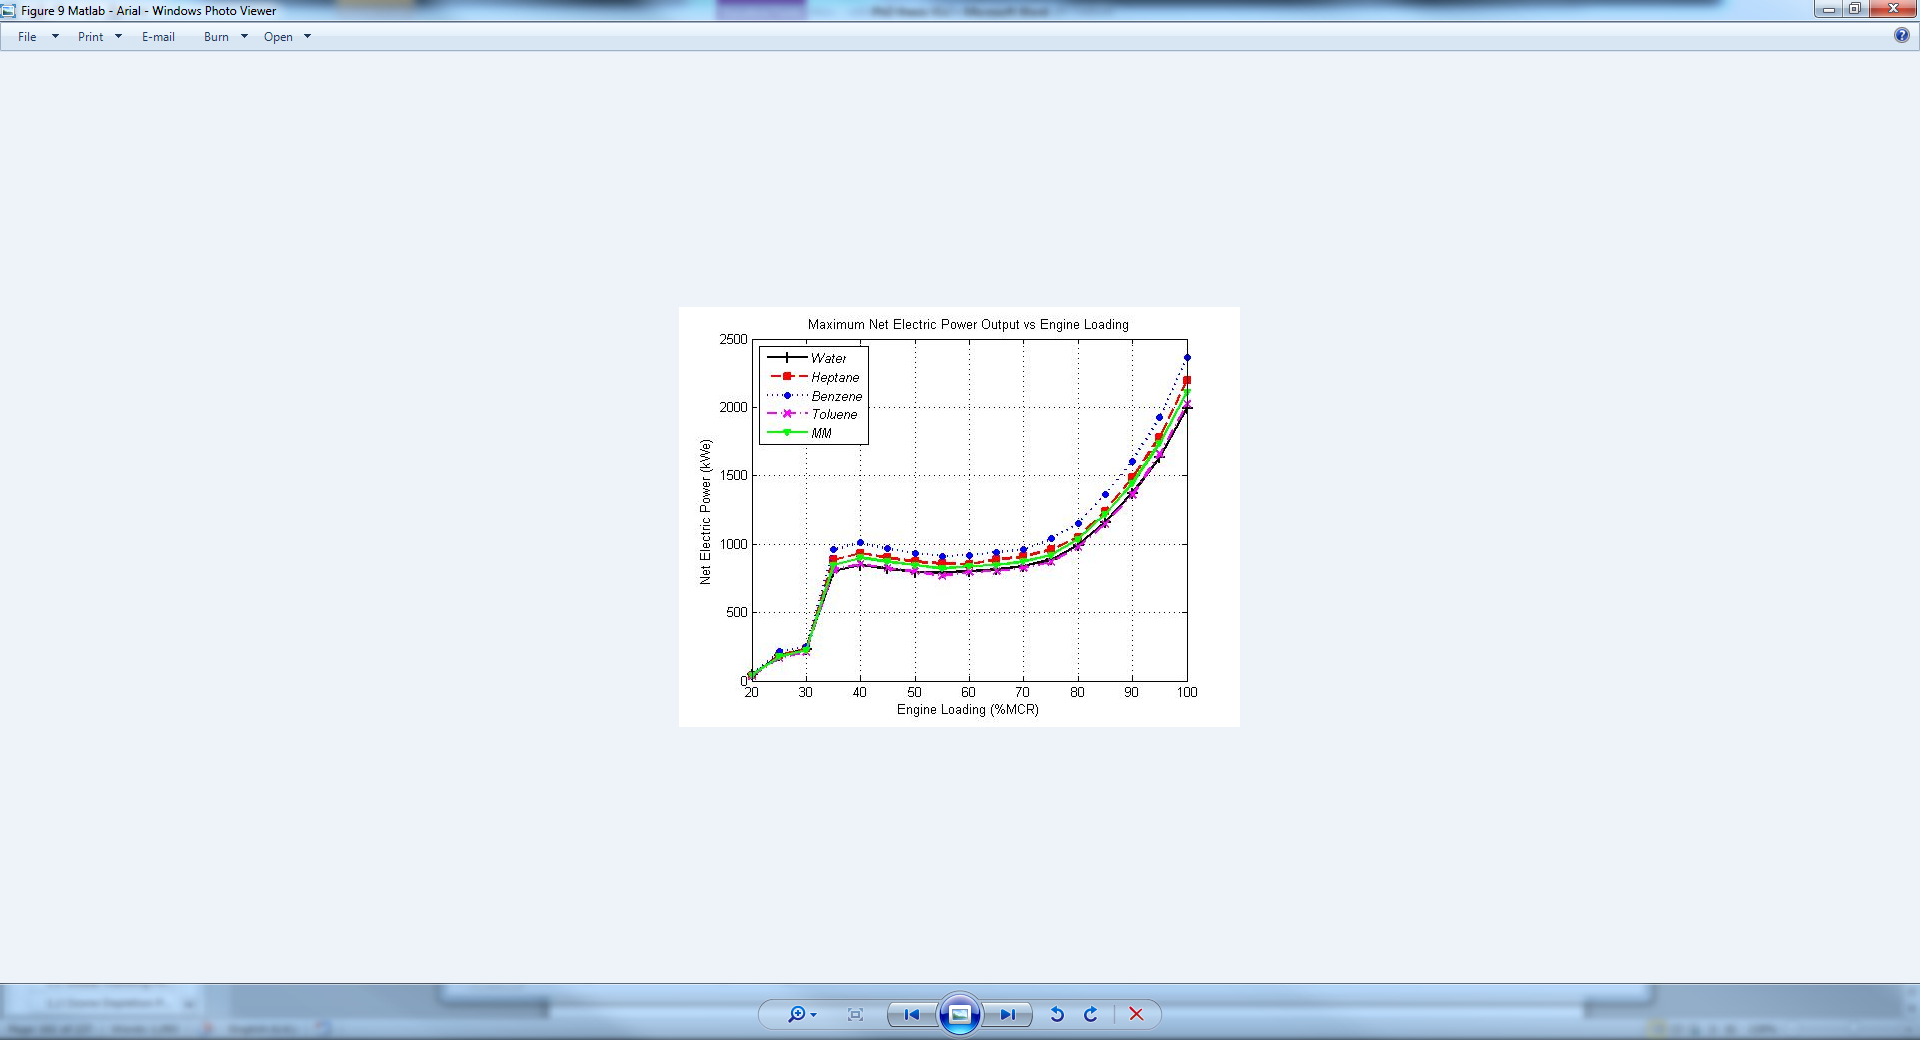 Figure 9 Matlab - Arial - Windows Photo Viewer
File Print E-mail Burn Open
Maximum Net Electric Power Output vs Engine Loading
Net Electric Power (kWe)
2500
2000
1500
1000
500
0
Water
Heptane
Benzene
Toluene
MM
20 30 40 50 60 70 80 90 100
Engine Loading (%MCR)